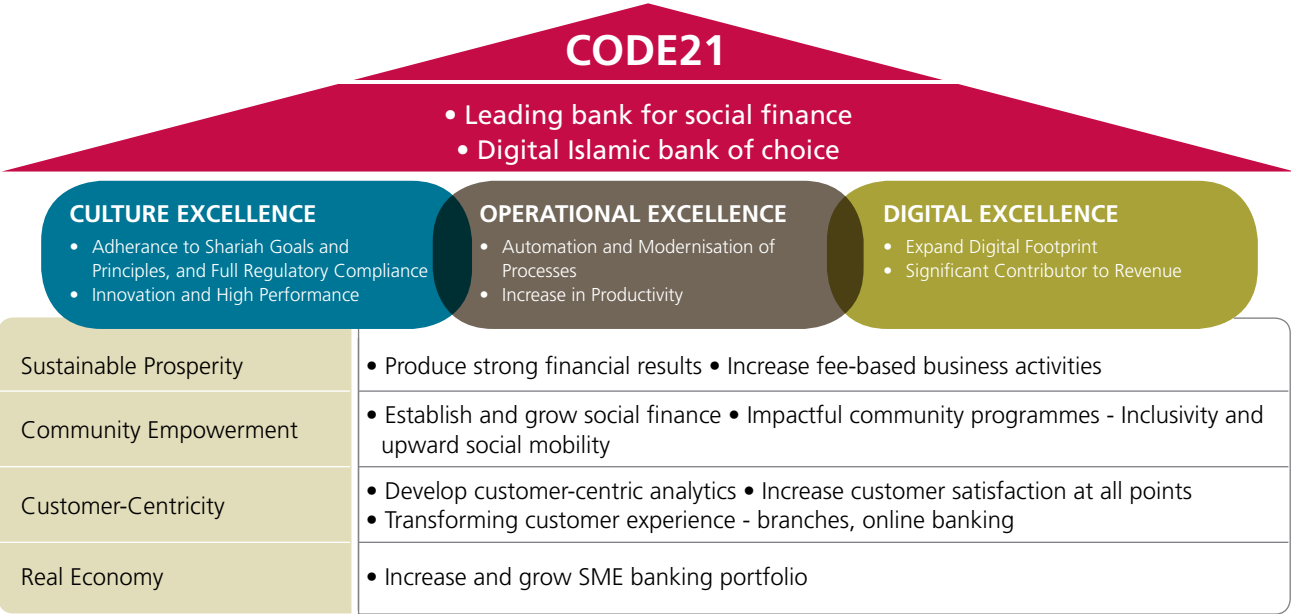 CODE21
• Leading bank for social finance
• Digital Islamic bank of choice
CULTURE EXCELLENCE
• Adherance to Shariah Goals and
Principles, and Full Regulatory Compliance
• Innovation and High Performance
OPERATIONAL EXCELLENCE
• Automation and Modernisation of
Processes
• Increase in Productivity
DIGITAL EXCELLENCE
• Expand Digital Footprint
• Significant Contributor to Revenue
Sustainable Prosperity
• Produce strong financial results • Increase fee-based business activities
Community Empowerment
• Establish and grow social finance • Impactful community programmes - Inclusivity and
upward social mobility
Customer-Centricity
• Develop customer-centric analytics • Increase customer satisfaction at all points
• Transforming customer experience - branches, online banking
Real Economy
• Increase and grow SME banking portfolio